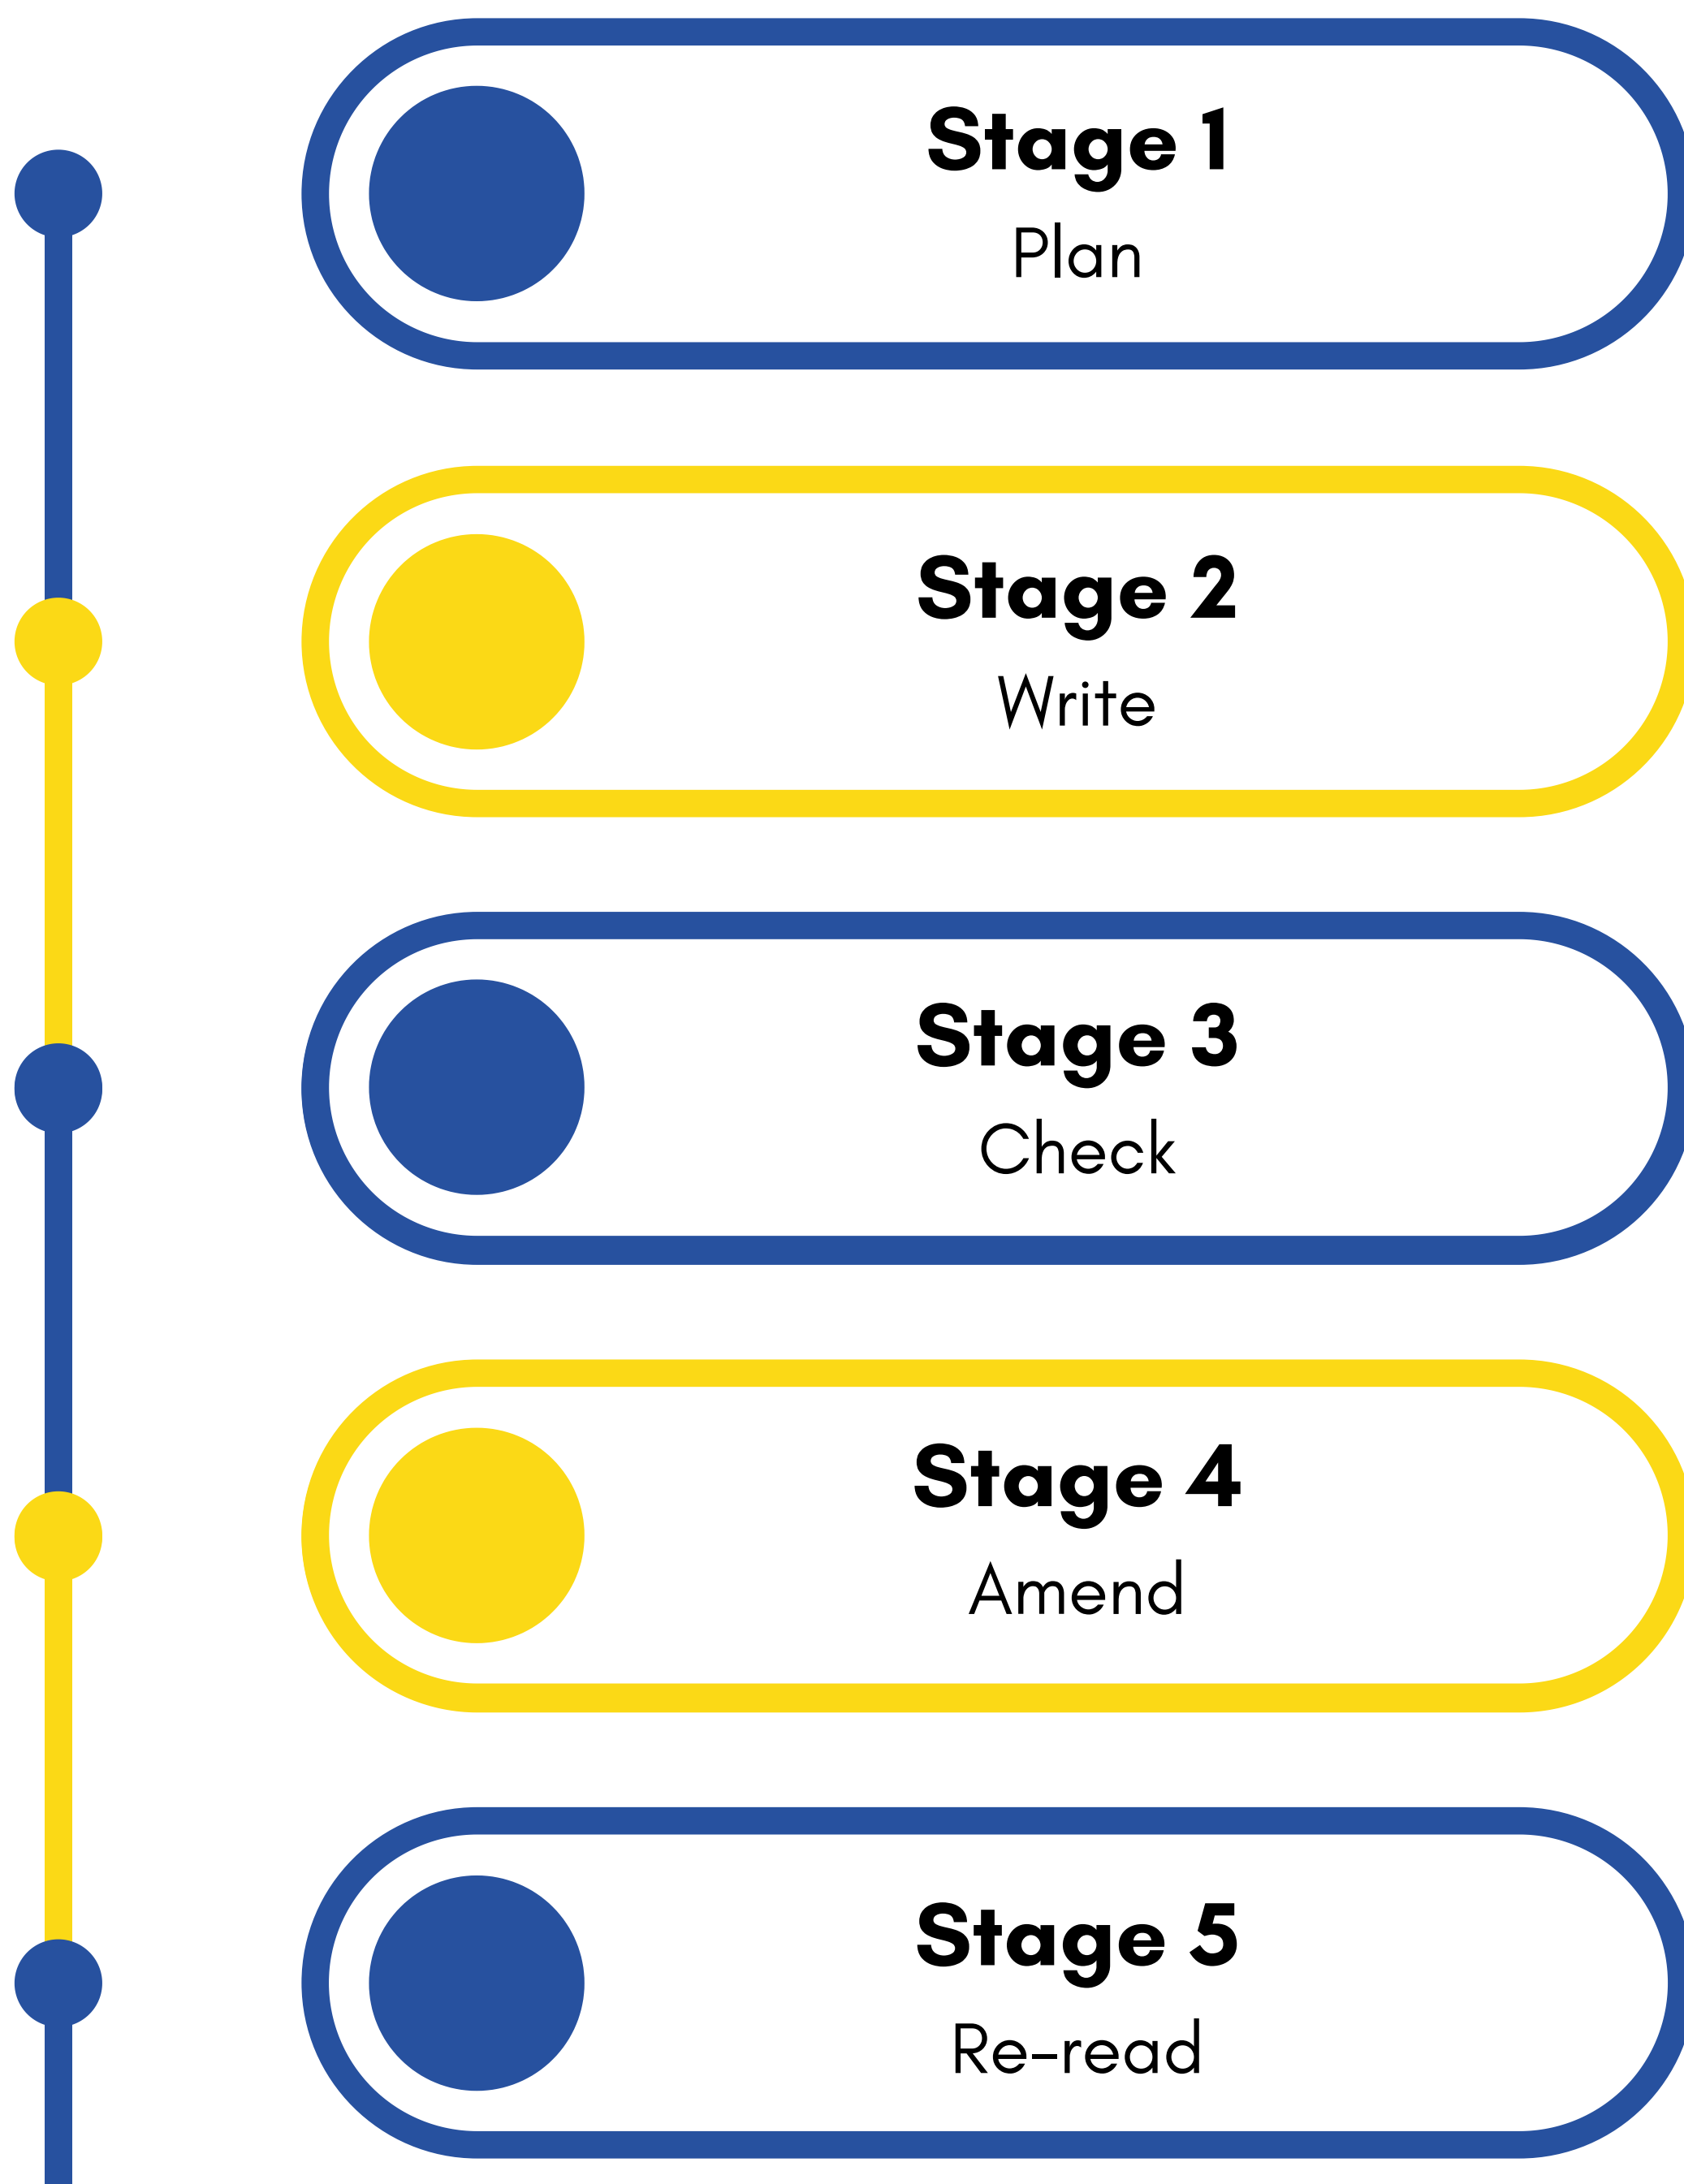 Stage 1
Plan
Stage 2
Write
Stage 3
Check
Stage 4
Amend
Stage 5
Re-read